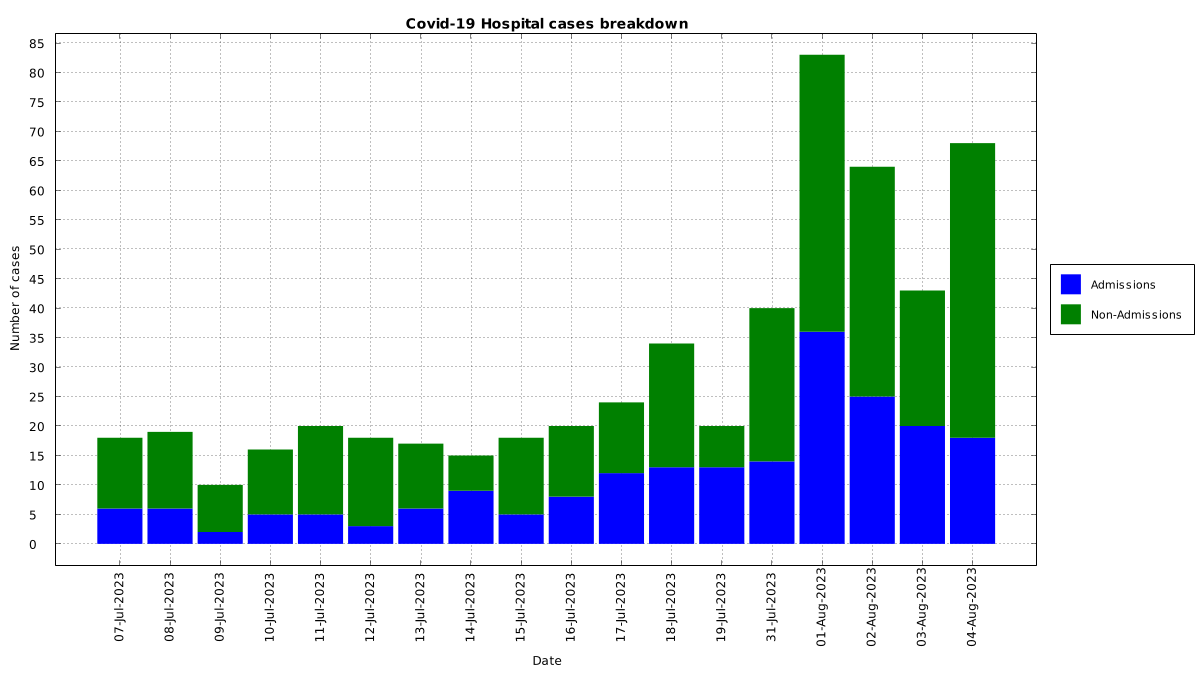 Covid-19 Hospital cases breakdown
85
80
75
70
65
60
55
50
45
40
35
30
25
20
15
10
5
0
Number of cases
07-Jul-2023
08-Jul-2023
09-Jul-2023
10-Jul-2023
11-Jul-2023
12-Jul-2023
13-Jul-2023
14-Jul-2023
15-Jul-2023
16-Jul-2023
17-Jul-2023
18-Jul-2023
19-Jul-2023
31-Jul-2023
01-Aug-2023
02-Aug-2023
03-Aug-2023
04-Aug-2023
Date
Admissions
Non-Admissions